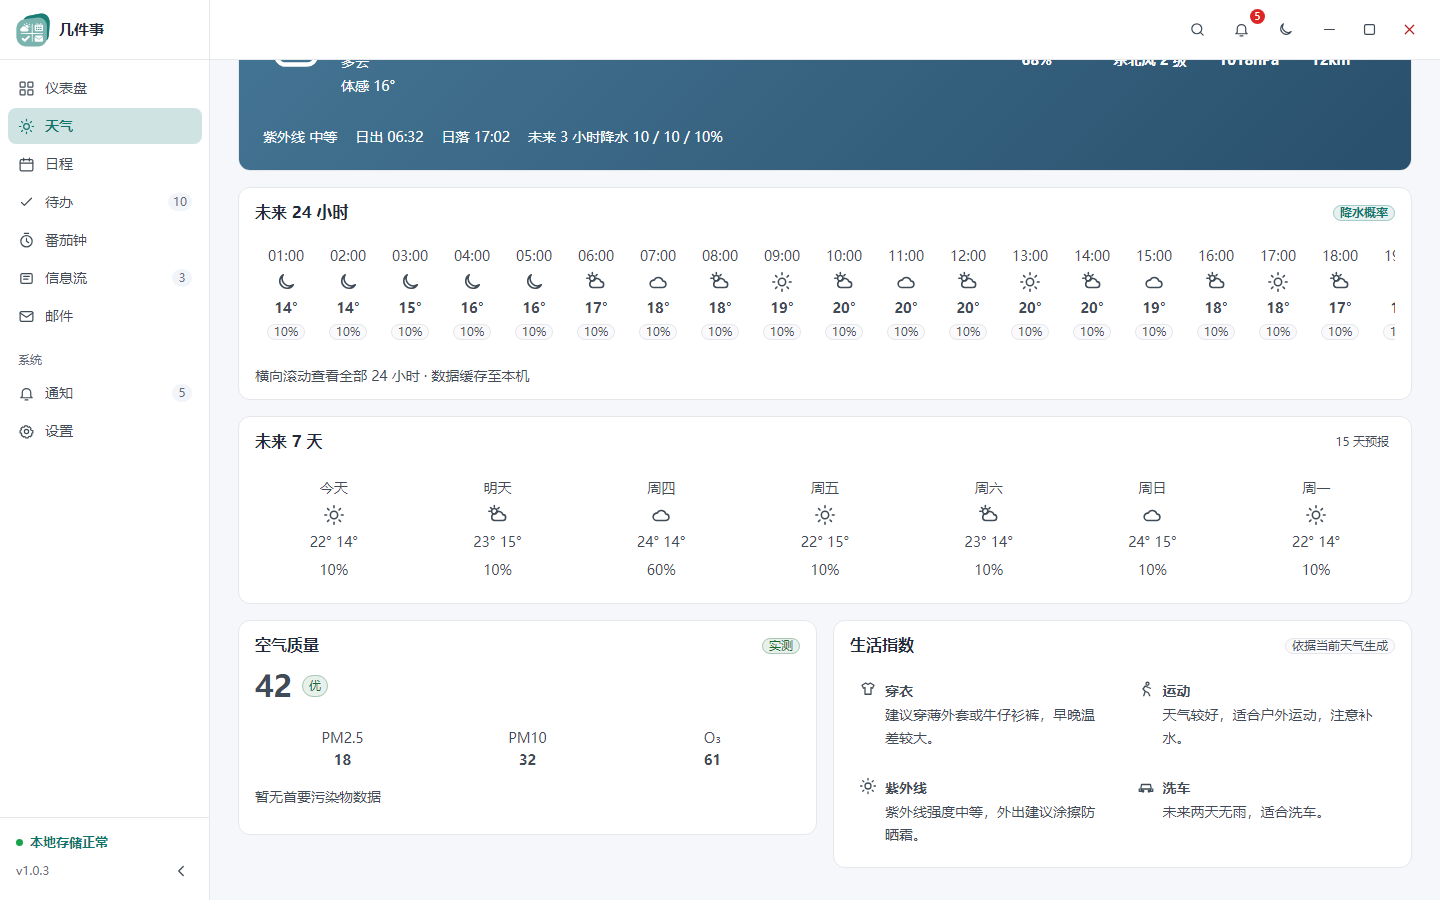 几件事
5
仪表盘
天气
日程
待办 10
番茄钟
信息流 3
邮件
系统
通知 5
设置
本地存储正常
v1.0.3
多云
体感 16°
68% 东北风 2 级 1018hPa 12km
紫外线 中等 日出 06:32 日落 17:02 未来 3 小时降水 10 / 10 / 10%
未来 24 小时 降水概率
01:00 02:00 03:00 04:00 05:00 06:00 07:00 08:00 09:00 10:00 11:00 12:00 13:00 14:00 15:00 16:00 17:00 18:00
14° 14° 15° 16° 16° 17° 18° 18° 19° 20° 20° 20° 20° 20° 19° 18° 18° 17°
10% 10% 10% 10% 10% 10% 10% 10% 10% 10% 10% 10% 10% 10% 10% 10% 10% 10%
横向滚动查看全部 24 小时 · 数据缓存至本机
未来 7 天 15 天预报
今天 明天 周四 周五 周六 周日 周一
22° 14° 23° 15° 24° 14° 22° 15° 23° 14° 24° 15° 22° 14°
10% 10% 60% 10% 10% 10% 10%
空气质量 实测
42 优
PM2.5 PM10 O₃
18 32 61
暂无首要污染物数据
生活指数 依据当前天气生成
穿衣
建议穿薄外套或牛仔衫裤，早晚温
差较大。
运动
天气较好，适合户外运动，注意补
水。
紫外线
紫外线强度中等，外出建议涂擦防
晒霜。
洗车
未来两天无雨，适合洗车。